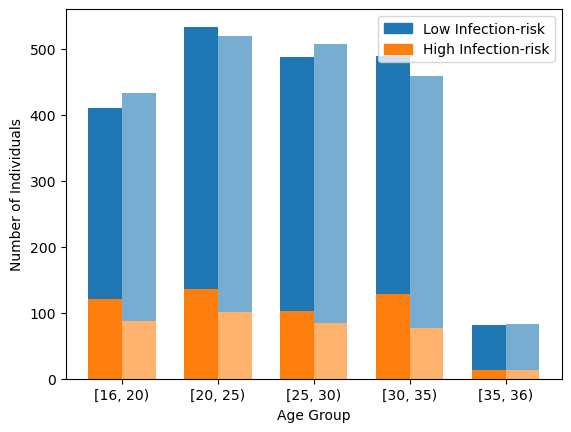 Low Infection-risk
High Infection-risk
Number of Individuals
500
400
300
200
100
0
[16, 20) [20, 25) [25, 30) [30, 35) [35, 36)
Age Group